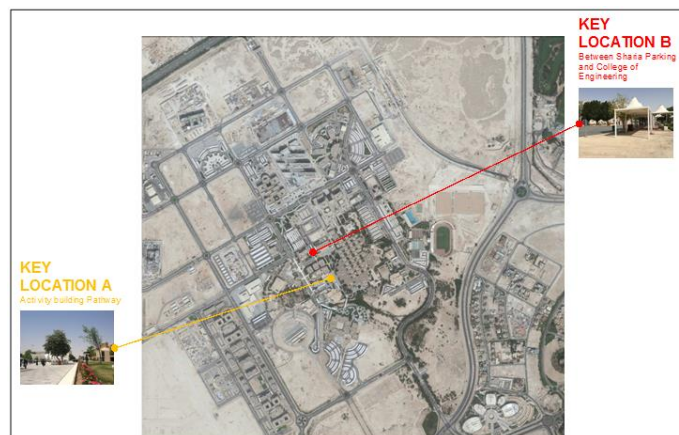 KEY
LOCATION B
Between Sharia Parking
and College of
Engineering
KEY
LOCATION A
Activity building Pathway